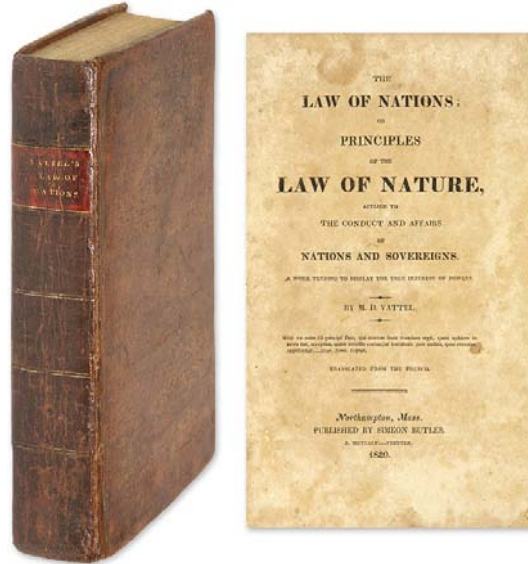 VATTEL'S
LAW OF
NATIONS
THE
LAW OF NATIONS;
OR
PRINCIPLES
OF THE
LAW OF NATURE,
APPLIED TO
THE CONDUCT AND AFFAIRS
OF
NATIONS AND SOVEREIGNS.
A WORK TENDING TO DISPLAY THE TRUE INTEREST OF POWERS.
BY M. D. VATTEL.
TRANSLATED FROM THE FRENCH.
Northampton, Mass.
PUBLISHED BY SIMEON BUTLER.
PRINTER.
1820.